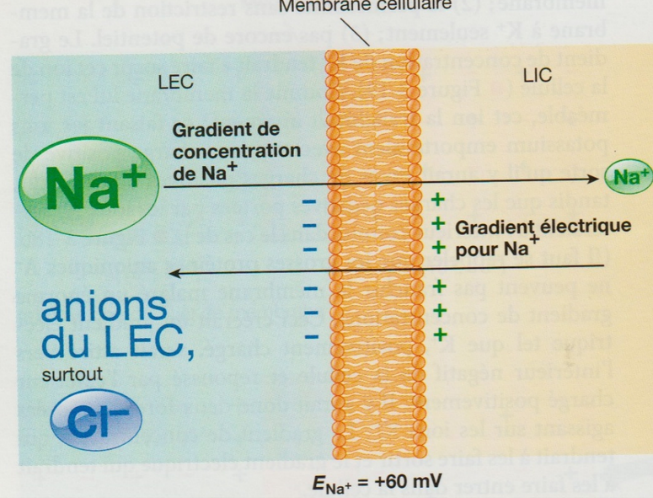 Membrane cellulaire
LEC
LIC
Gradient de
concentration
de Na+
Na+
Na+
– +
– +
– +
Gradient électrique
pour Na+
– +
– +
– +
anions
du LEC,
surtout
Cl–
ENa+ = +60 mV